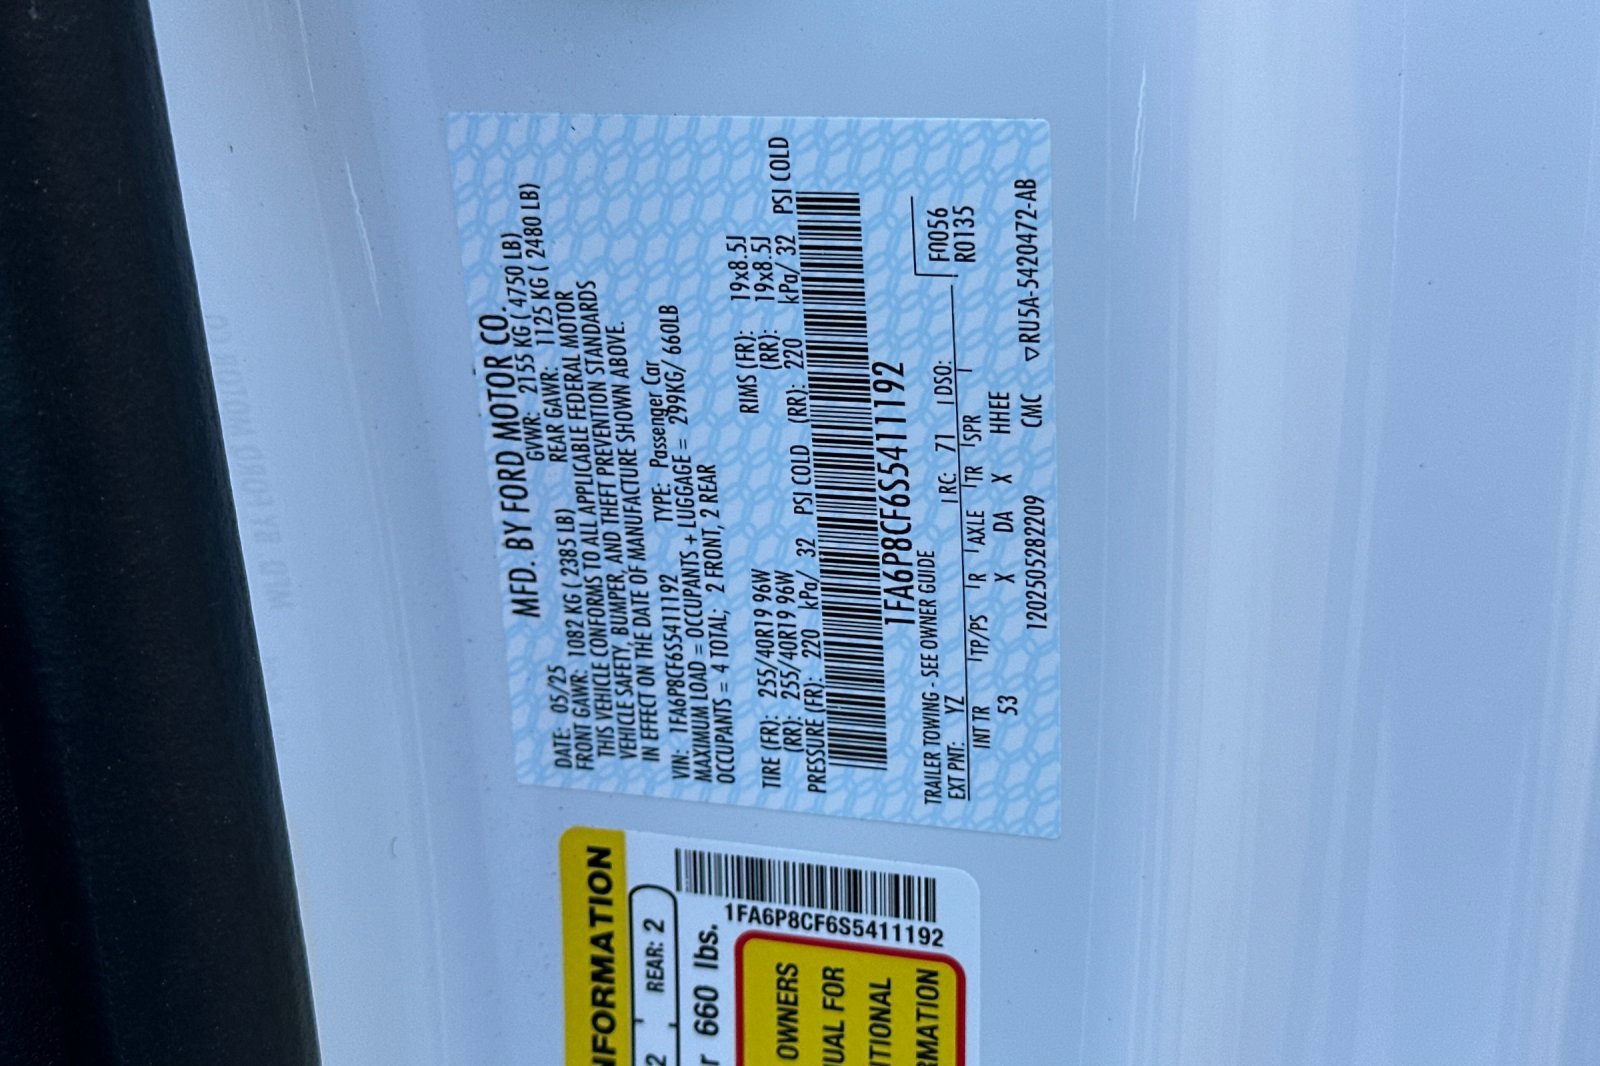 MFD. BY FORD MOTOR CO.
DATE: 05/25 GVWR: 2155 KG ( 4750 LB)
FRONT GAWR: 1082 KG ( 2385 LB) REAR GAWR: 1125 KG ( 2480 LB)
THIS VEHICLE CONFORMS TO ALL APPLICABLE FEDERAL MOTOR
VEHICLE SAFETY, BUMPER, AND THEFT PREVENTION STANDARDS
IN EFFECT ON THE DATE OF MANUFACTURE SHOWN ABOVE.
VIN: 1FA6P8CF6S5411192 TYPE: Passenger Car
MAXIMUM LOAD = OCCUPANTS + LUGGAGE = 299KG/ 660LB
OCCUPANTS = 4 TOTAL; 2 FRONT, 2 REAR
TIRE (FR): 255/40R19 96W RIMS (FR): 19x8.5J
(RR): 255/40R19 96W (RR): 19x8.5J
PRESSURE (FR): 220 kPa/ 32 PSI COLD (RR): 220 kPa/ 32 PSI COLD
1FA6P8CF6S5411192
TRAILER TOWING - SEE OWNER GUIDE F0056
EXT PNT: YZ RC: 71 DSO: R0135
INT TR TP/PS R AXLE TR SPR
53 X DA X HHEE
120250528 2209 CMC ▽RU5A-5420472-AB
NFORMATION
2 REAR: 2
r 660 lbs.
1FA6P8CF6S5411192
OWNERS
UAL FOR
TIONAL
RMATION